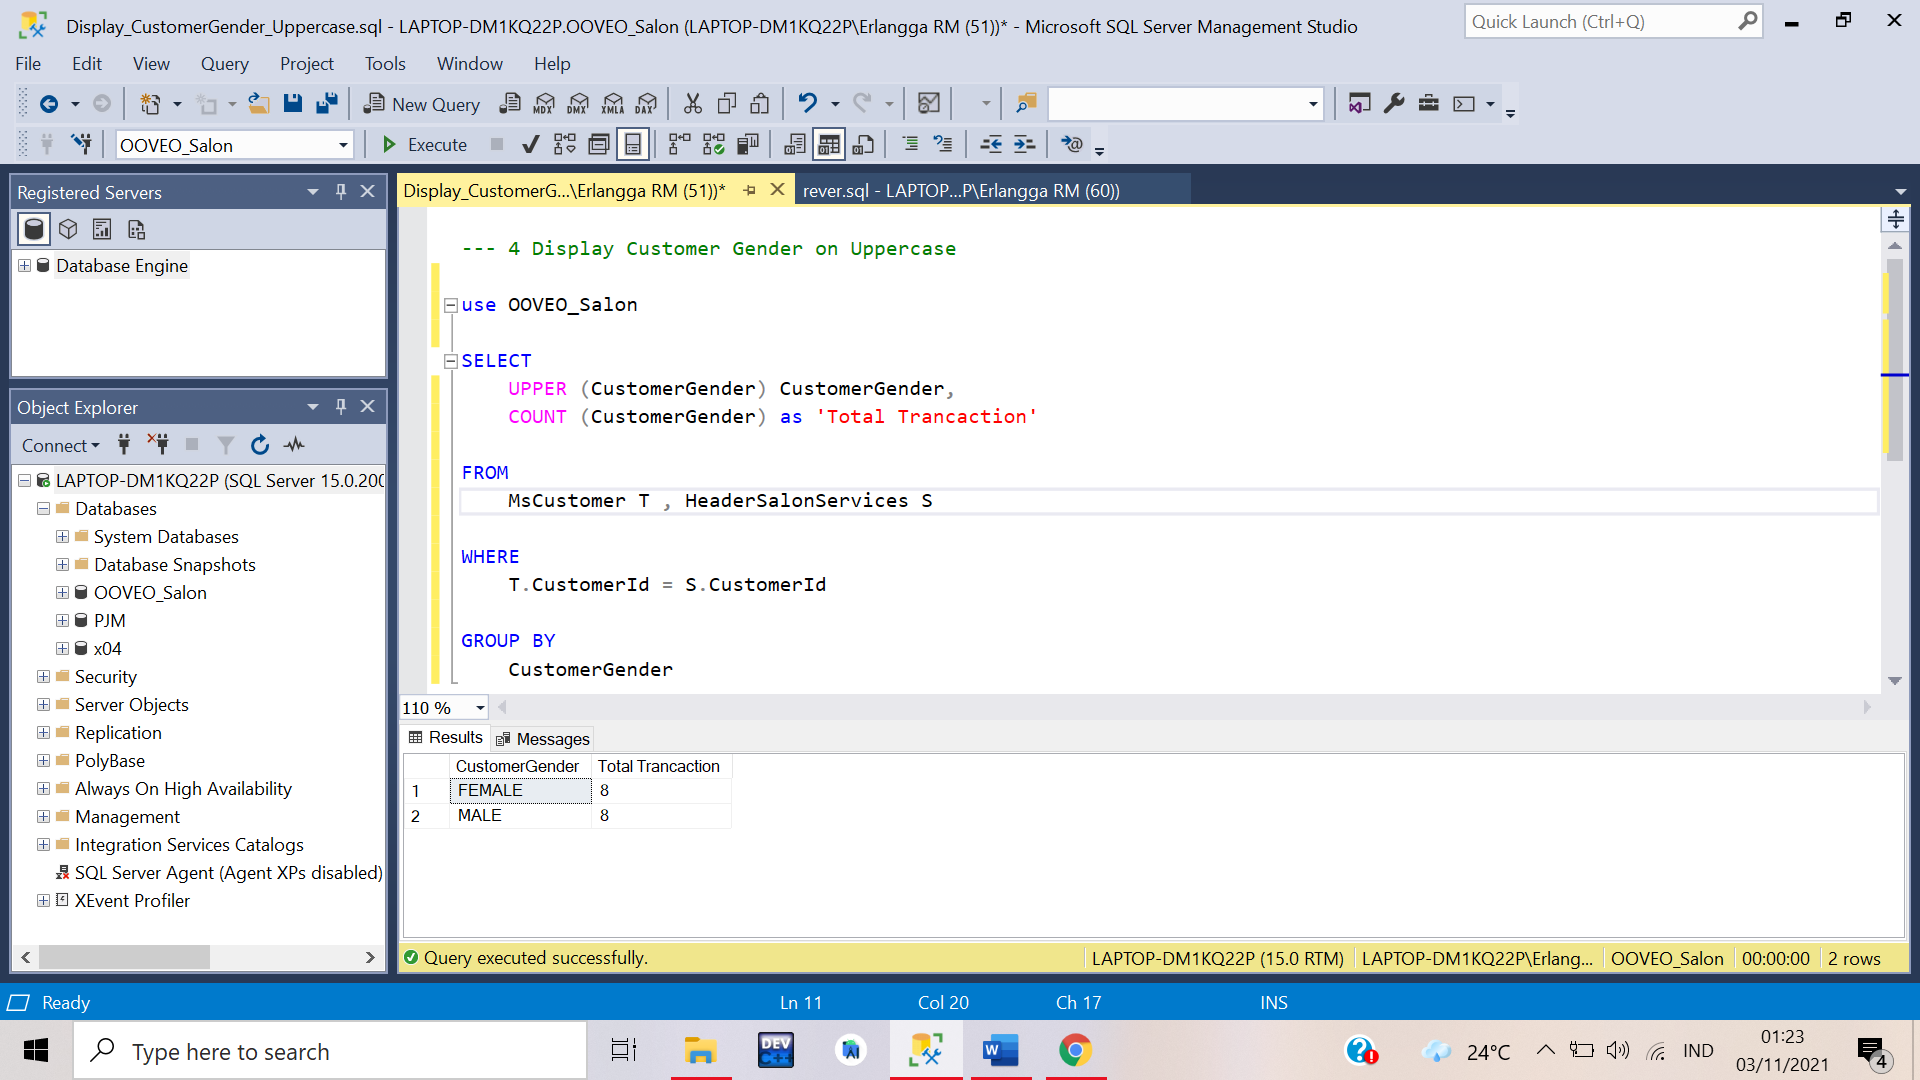 Display_CustomerGender_Uppercase.sql - LAPTOP-DM1KQ22P.OOVEO_Salon (LAPTOP-DM1KQ22P\Erlangga RM (51))* - Microsoft SQL Server Management Studio
Quick Launch (Ctrl+Q)
File Edit View Query Project Tools Window Help
New Query MDX DMX XMLA DAX
OOVEO_Salon Execute
Registered Servers
Database Engine
Object Explorer
Connect
LAPTOP-DM1KQ22P (SQL Server 15.0.200
Databases
System Databases
Database Snapshots
OOVEO_Salon
PJM
x04
Security
Server Objects
Replication
PolyBase
Always On High Availability
Management
Integration Services Catalogs
SQL Server Agent (Agent XPs disabled)
XEvent Profiler
Display_CustomerG...\Erlangga RM (51))* rever.sql - LAPTOP...P\Erlangga RM (60))
--- 4 Display Customer Gender on Uppercase
use OOVEO_Salon
SELECT
UPPER (CustomerGender) CustomerGender,
COUNT (CustomerGender) as 'Total Trancaction'
FROM
MsCustomer T , HeaderSalonServices S
WHERE
T.CustomerId = S.CustomerId
GROUP BY
CustomerGender
110 %
Results Messages
CustomerGender Total Trancaction
1 FEMALE 8
2 MALE 8
Query executed successfully. LAPTOP-DM1KQ22P (15.0 RTM) LAPTOP-DM1KQ22P\Erlang... OOVEO_Salon 00:00:00 2 rows
Ready Ln 11 Col 20 Ch 17 INS
Type here to search
DEV C++
W
24°C IND
01:23
03/11/2021
4